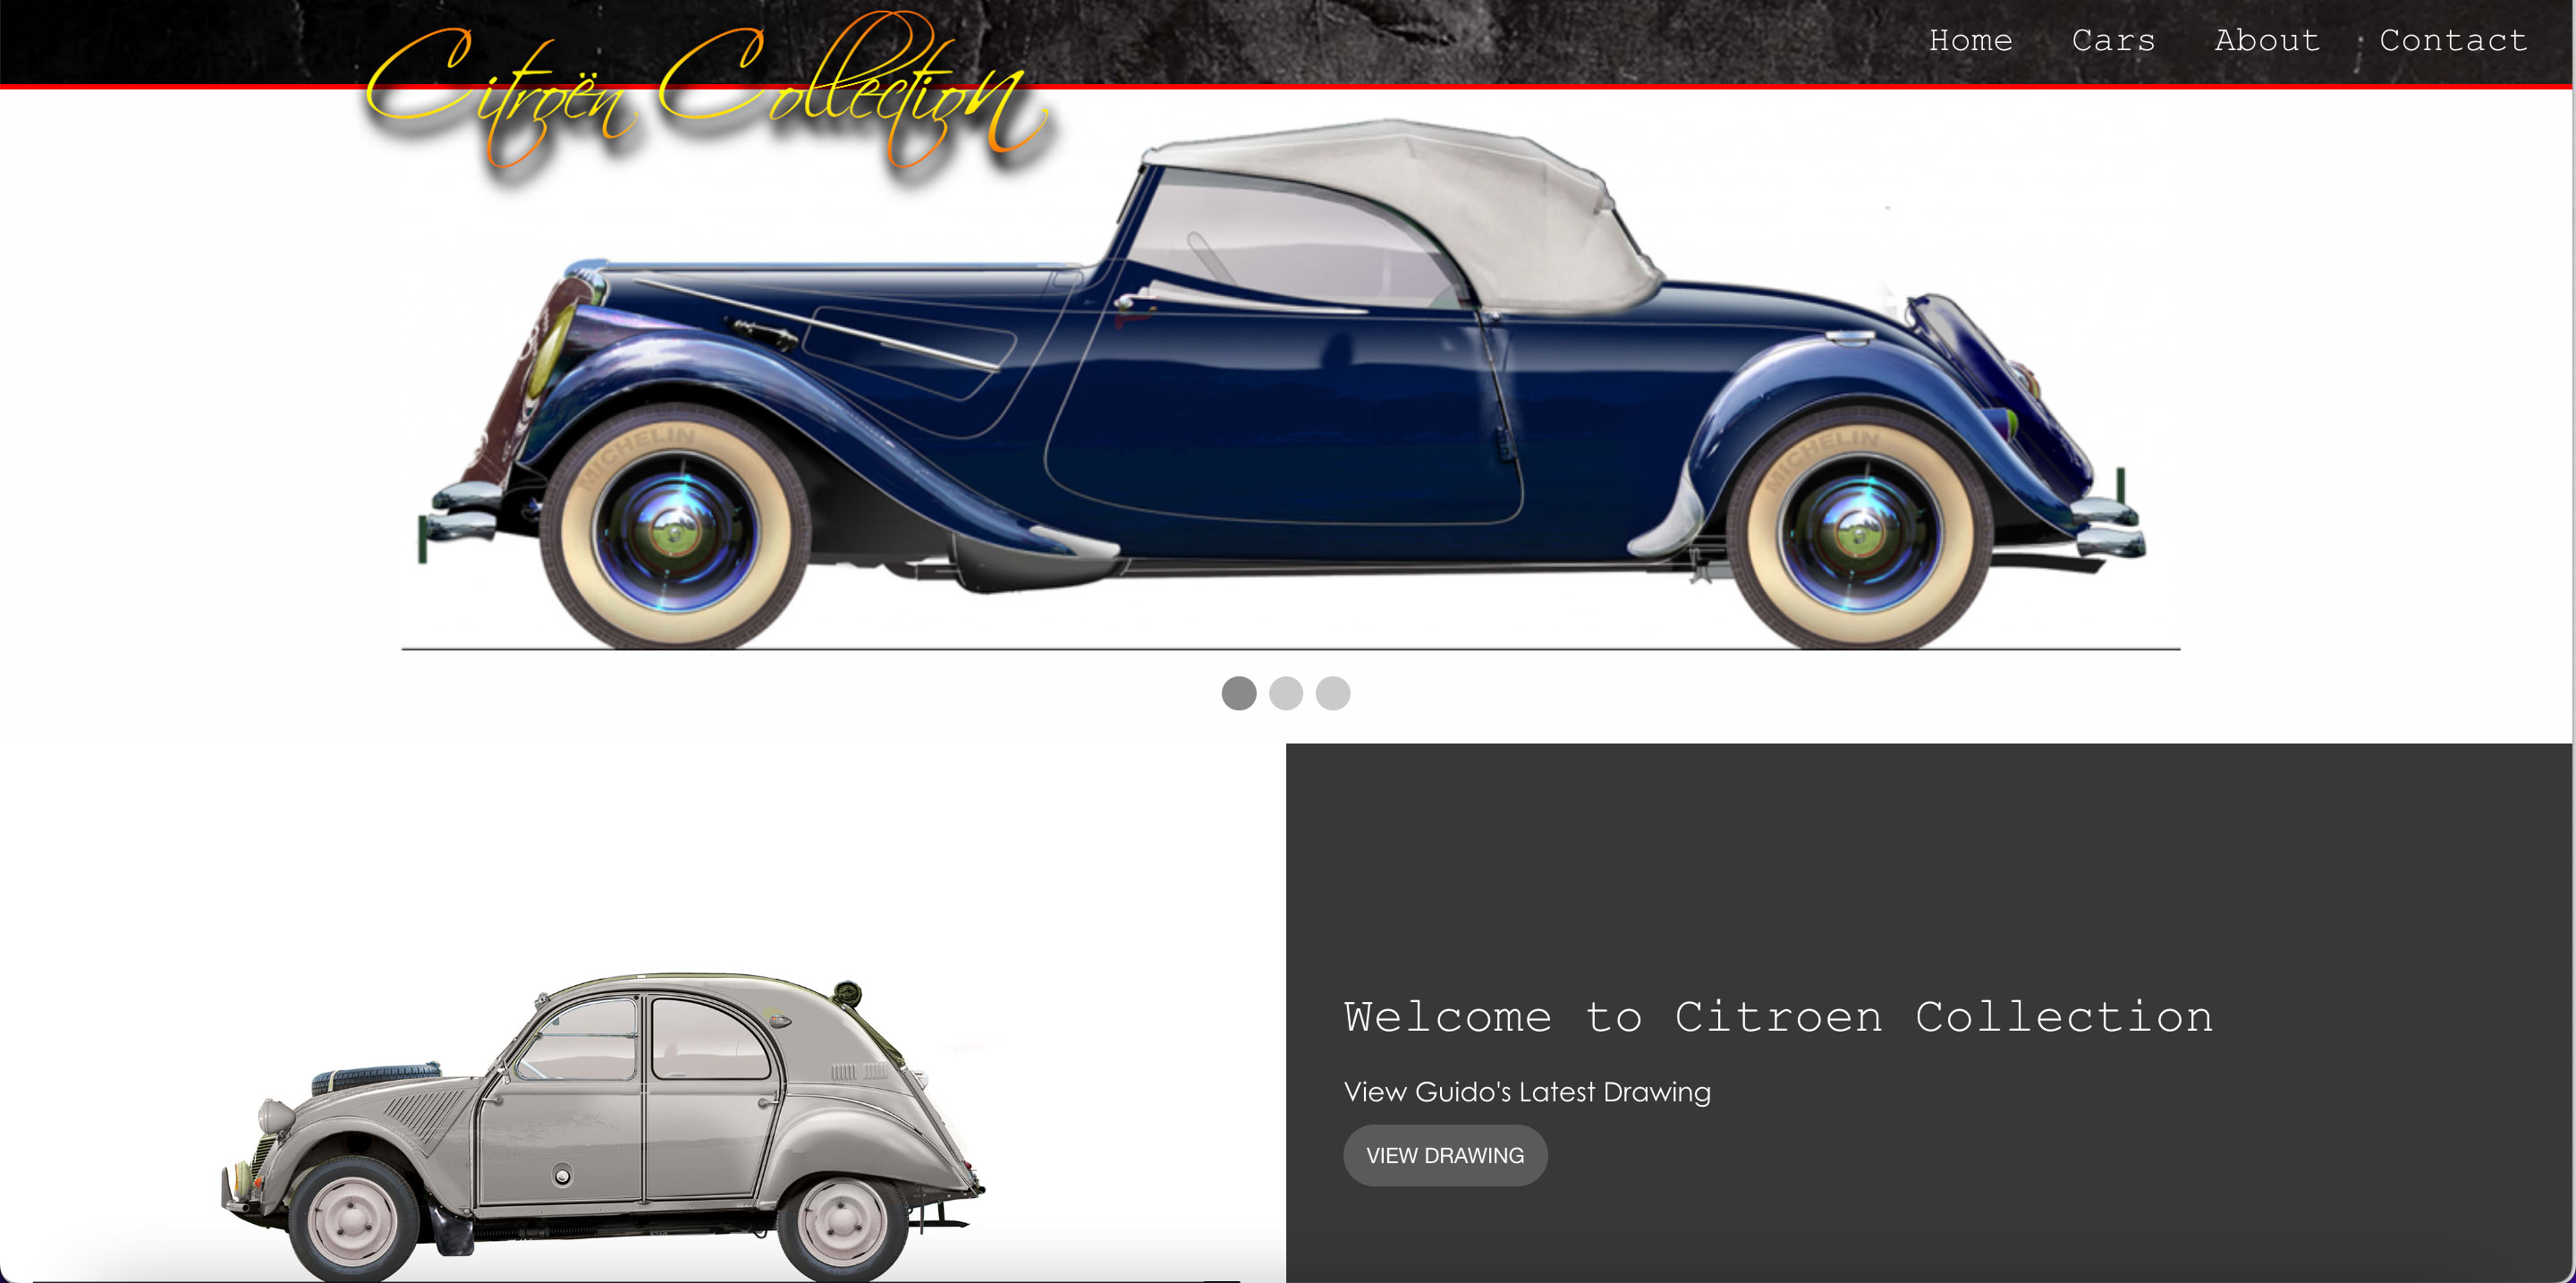 Citroën Collection
Home Cars About Contact
MICHELIN
MICHELIN
Welcome to Citroen Collection
View Guido's Latest Drawing
VIEW DRAWING